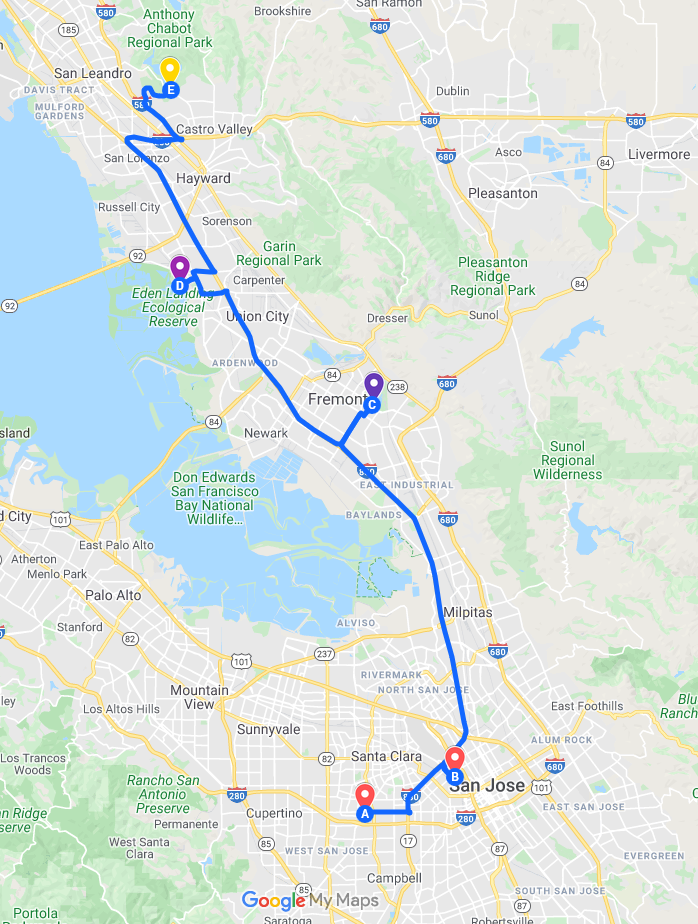 San Ramon
580
Anthony
Chabot
Regional Park
Brookshire
680
185
San Leandro
DAVIS TRACT
MULFORD
GARDENS
E
580
Dublin
580
580
Castro Valley
San Lorenzo
680
Asco
84
Livermore
Hayward
Pleasanton
Russell City
Sorenson
92
Garin
Regional Park
Pleasanton
Ridge
Regional Park
D
Carpenter
84
Eden Landing
Ecological
Reserve
92
Union City
Dresser
Sunol
ARDENWOOD
84
238
680
Fremont
C
84
Newark
sland
Sunol
Regional
Wilderness
880
Don Edwards
San Francisco
Bay National
Wildlife...
EAST INDUSTRIAL
d City
101
BAYLANDS
680
East Palo Alto
Atherton
Menlo Park
Palo Alto
Milpitas
Stanford
82
ALVISO
237
101
680
RIVERMARK
NORTH SAN JOSE
Mountain
View
Los Altos Hills
ley
East Foothills
Blu
Ranch
Sunnyvale
ALUM ROCK
Los Trancos
Woods
82
Santa Clara
680
B
San Jose
101
Rancho San
Antonio
Preserve
280
880
EAST SAN JOSE
n Ridge
serve
Cupertino
A
280
Permanente
West Santa
Clara
85
WEST SAN JOSE
17
87
EVERGREEN
Campbell
85
SOUTH SAN JOSE
Google My Maps
87
Portola
Saratoga
Robertsville